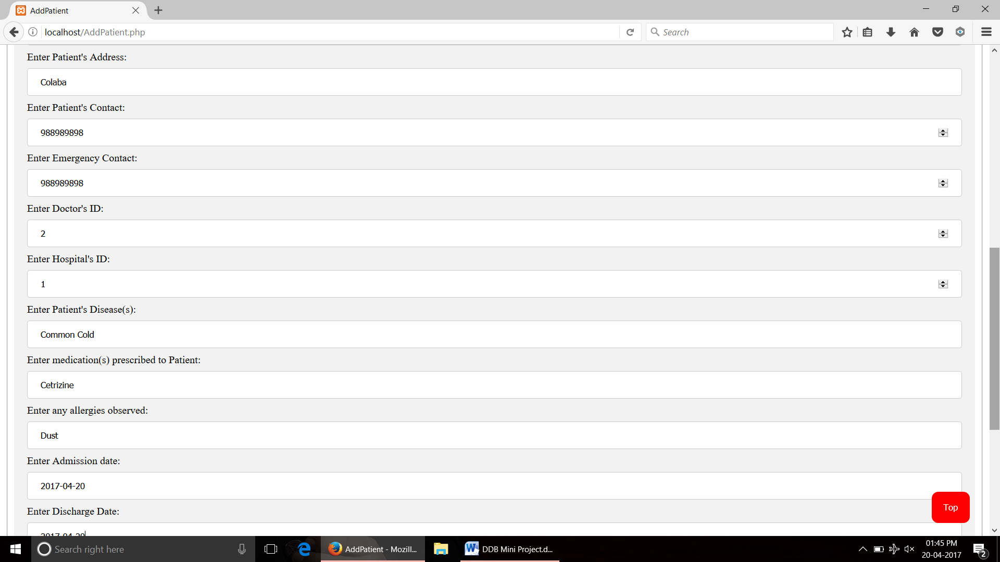 AddPatient
localhost/AddPatient.php
Search
Enter Patient's Address:
Colaba
Enter Patient's Contact:
988989898
Enter Emergency Contact:
988989898
Enter Doctor's ID:
2
Enter Hospital's ID:
1
Enter Patient's Disease(s):
Common Cold
Enter medication(s) prescribed to Patient:
Cetrizine
Enter any allergies observed:
Dust
Enter Admission date:
2017-04-20
Top
Enter Discharge Date:
Search right here
AddPatient - Mozill...
DDB Mini Project.d...
01:45 PM
20-04-2017
2